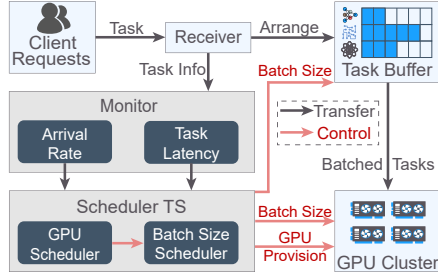 Client
Requests
Task
Receiver
Arrange
Task Buffer
Task Info
Batch Size
Monitor
Arrival
Rate
Task
Latency
Transfer
Control
Batched Tasks
Scheduler TS
GPU
Scheduler
Batch Size
Scheduler
Batch Size
GPU
Provision
GPU Cluster